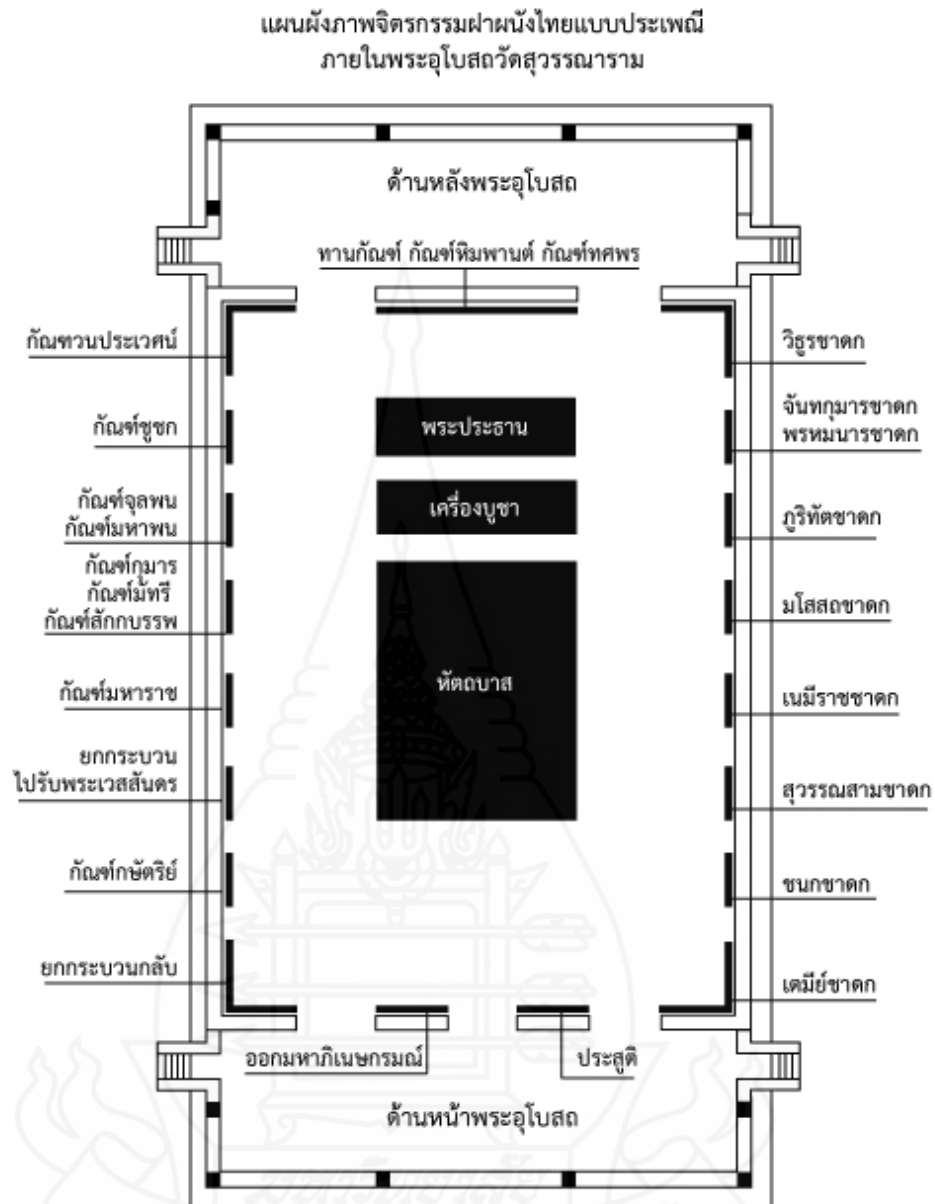 แผนผังภาพจิตรกรรมฝาผนังไทยแบบประเพณี
ภายในพระอุโบสถวัดสุวรรณาราม
ด้านหลังพระอุโบสถ
ทานกัณฑ์ กัณฑ์หิมพานต์ กัณฑ์ทศพร
กัณฑวนประเวศน์
กัณฑ์ชูชก
กัณฑ์จุลพน
กัณฑ์มหาพน
กัณฑ์กุมาร
กัณฑ์มัทรี
กัณฑ์สักกบรรพ
กัณฑ์มหาราช
ยกกระบวน
ไปรับพระเวสสันดร
กัณฑ์กษัตริย์
ยกกระบวนกลับ
พระประธาน
เครื่องบูชา
หัตถบาส
วิธูรชาดก
จันทกุมารชาดก
พรหมนารชาดก
ภูริทัตชาดก
มโสสถชาดก
เนมีราชชาดก
สุวรรณสามชาดก
ชนกชาดก
เตมีย์ชาดก
ออกมหาภิเนษกรมณ์
ประสูติ
ด้านหน้าพระอุโบสถ